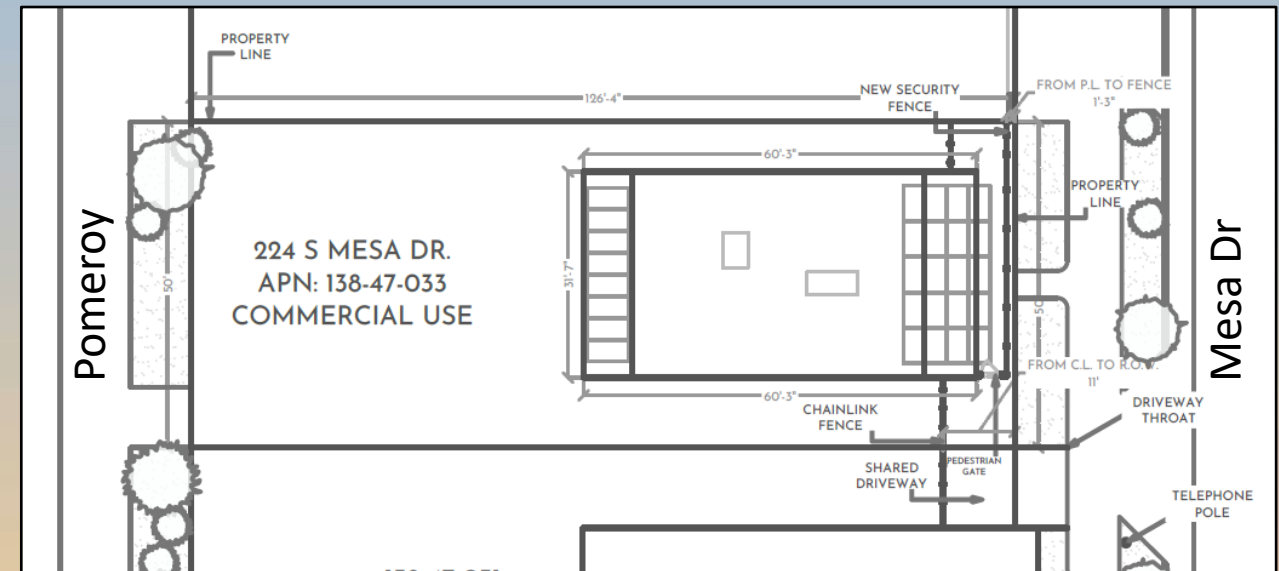 PROPERTY
LINE
126'-4"
NEW SECURITY
FENCE
FROM P.L. TO FENCE
1'-3"
60'-3"
PROPERTY
LINE
Pomeroy
50'
224 S MESA DR.
APN: 138-47-033
COMMERCIAL USE
31'-7"
50'
Mesa Dr
FROM C.L. TO R.O.W.
11'
60'-3"
CHAINLINK
FENCE
DRIVEWAY
THROAT
PEDESTRIAN
GATE
SHARED
DRIVEWAY
TELEPHONE
POLE